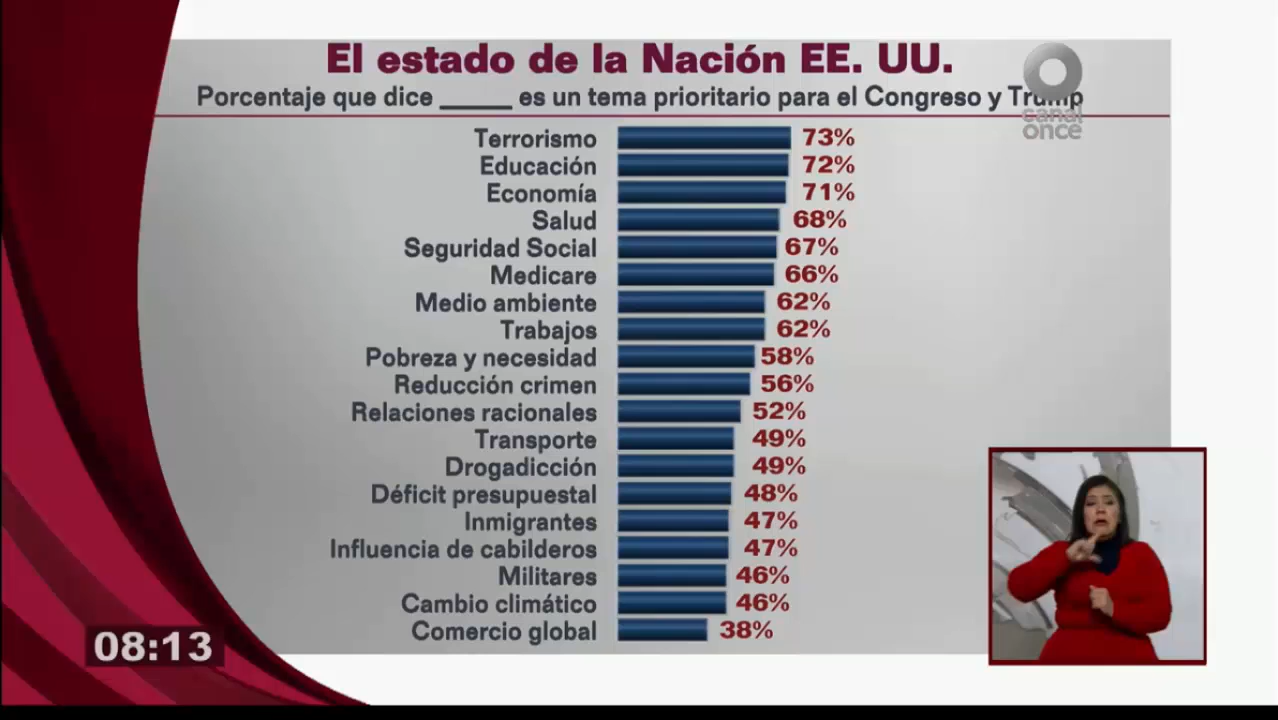 El estado de la Nación EE. UU.
Porcentaje que dice ______ es un tema prioritario para el Congreso y Trump
canal
once
Terrorismo 73%
Educación 72%
Economía 71%
Salud 68%
Seguridad Social 67%
Medicare 66%
Medio ambiente 62%
Trabajos 62%
Pobreza y necesidad 58%
Reducción crimen 56%
Relaciones racionales 52%
Transporte 49%
Drogadicción 49%
Déficit presupuestal 48%
Inmigrantes 47%
Influencia de cabilderos 47%
Militares 46%
Cambio climático 46%
Comercio global 38%
08:13